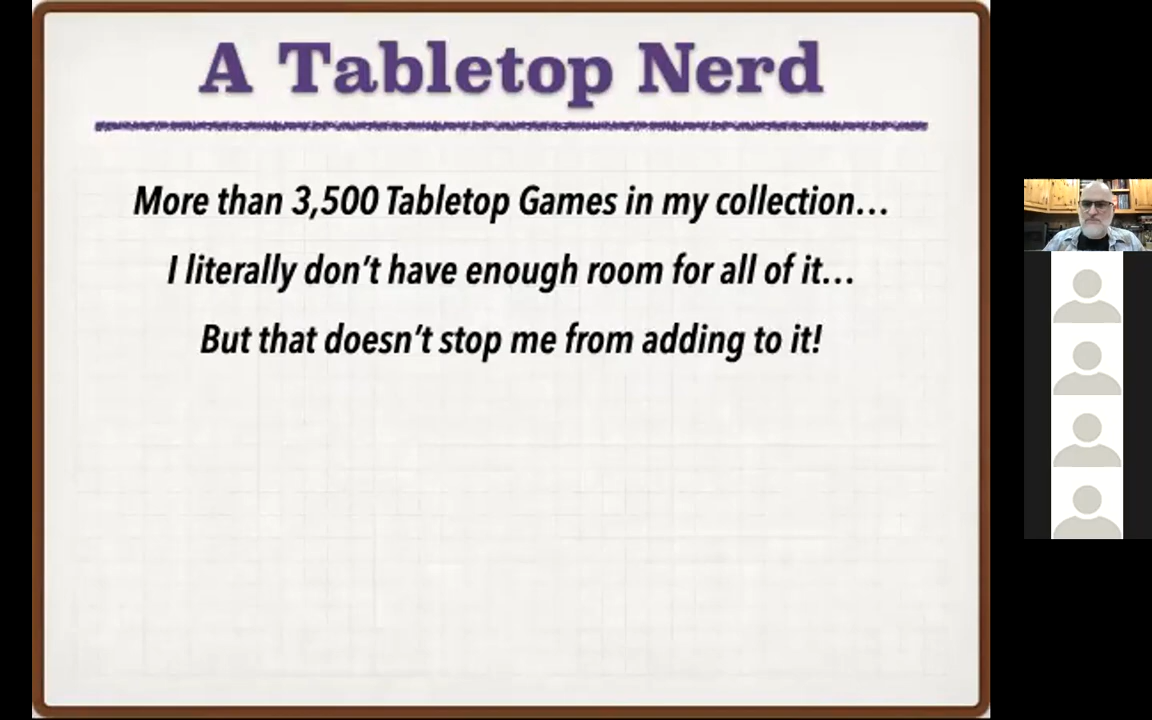 A Tabletop Nerd
More than 3,500 Tabletop Games in my collection…
I literally don’t have enough room for all of it…
But that doesn’t stop me from adding to it!